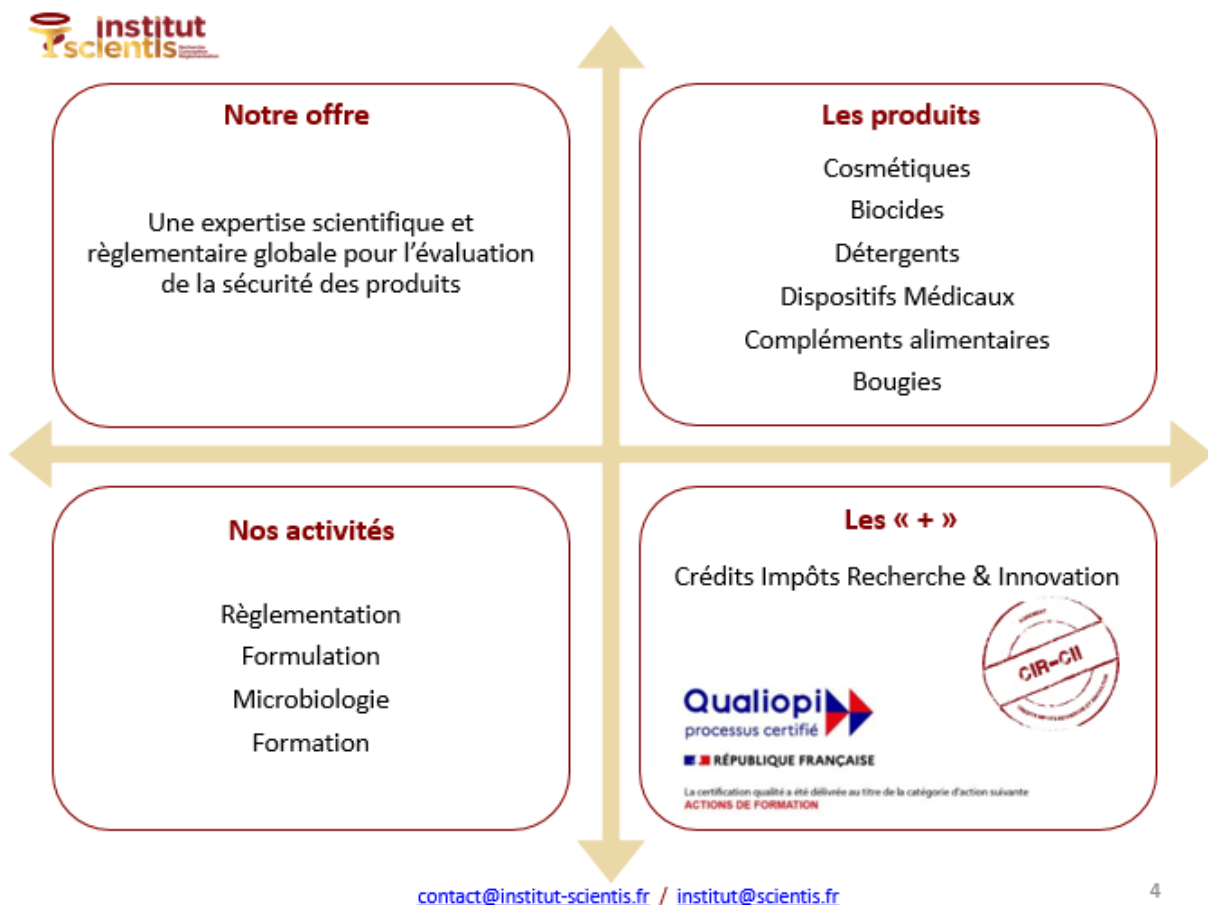 institut
scientis
Recherche
Conception
Règlementation
Notre offre
Une expertise scientifique et
règlementaire globale pour l'évaluation
de la sécurité des produits
Les produits
Cosmétiques
Biocides
Détergents
Dispositifs Médicaux
Compléments alimentaires
Bougies
Nos activités
Règlementation
Formulation
Microbiologie
Formation
Les « + »
Crédits Impôts Recherche & Innovation
CIR-CII
Qualiopi
processus certifié
RÉPUBLIQUE FRANÇAISE
La certification qualité a été délivrée au titre de la catégorie d'action suivante
ACTIONS DE FORMATION
contact@institut-scientis.fr / institut@scientis.fr
4